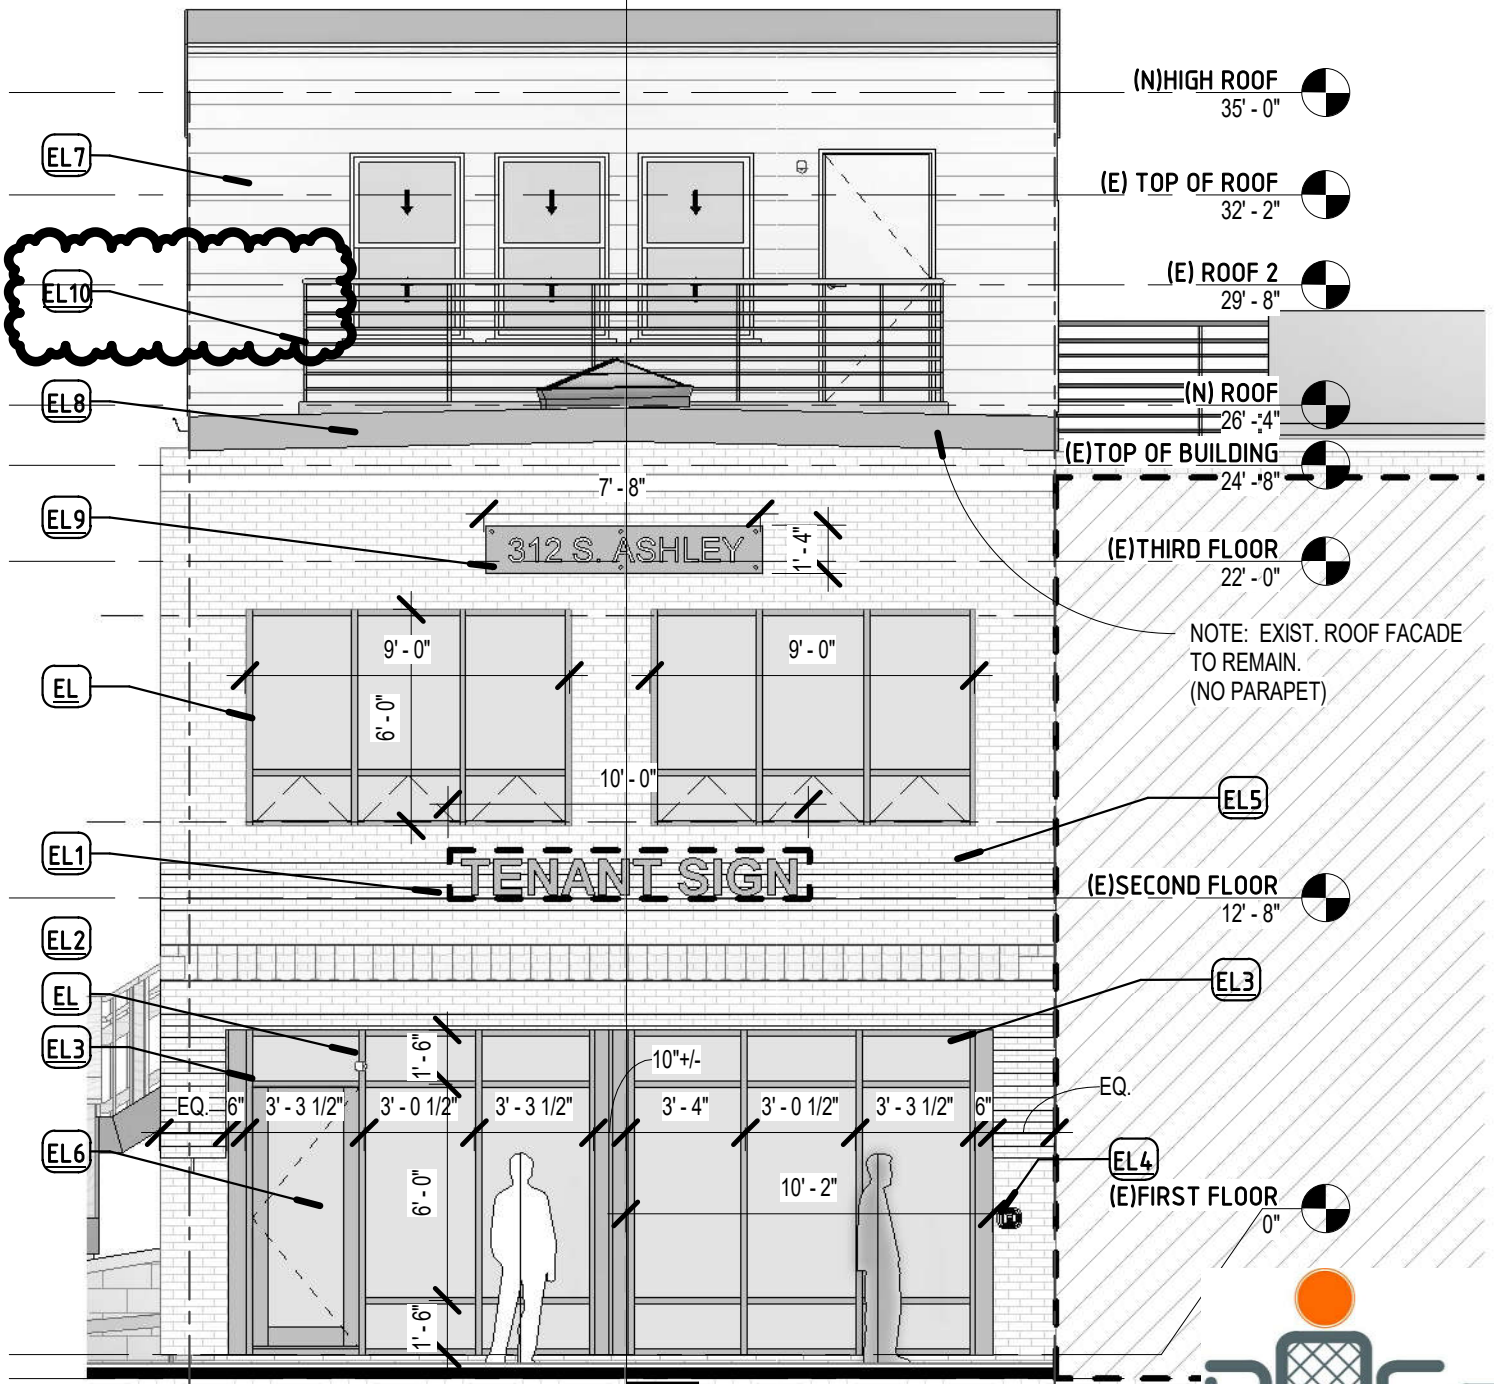 (N)HIGH ROOF
35' - 0"
EL7
(E) TOP OF ROOF
32' - 2"
(E) ROOF 2
29' - 8"
EL10
(N) ROOF
26' - 4"
EL8
(E)TOP OF BUILDING
24' - 8"
7' - 8"
EL9
312 S. ASHLEY
1' - 4"
(E)THIRD FLOOR
22' - 0"
NOTE: EXIST. ROOF FACADE
TO REMAIN.
(NO PARAPET)
9' - 0"
9' - 0"
EL
6' - 0"
10' - 0"
EL5
EL1
TENANT SIGN
(E)SECOND FLOOR
12' - 8"
EL2
EL
EL3
EL3
1' - 6"
10"+/-
EQ.
6"
3' - 3 1/2"
3' - 0 1/2"
3' - 3 1/2"
3' - 4"
3' - 0 1/2"
3' - 3 1/2"
6"
EQ.
EL6
EL4
6' - 0"
10' - 2"
(E)FIRST FLOOR
0"
1' - 6"